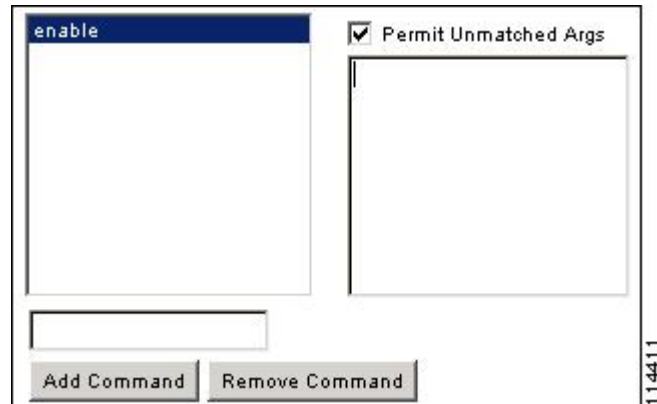 enable
Permit Unmatched Args
Add Command
Remove Command
114411